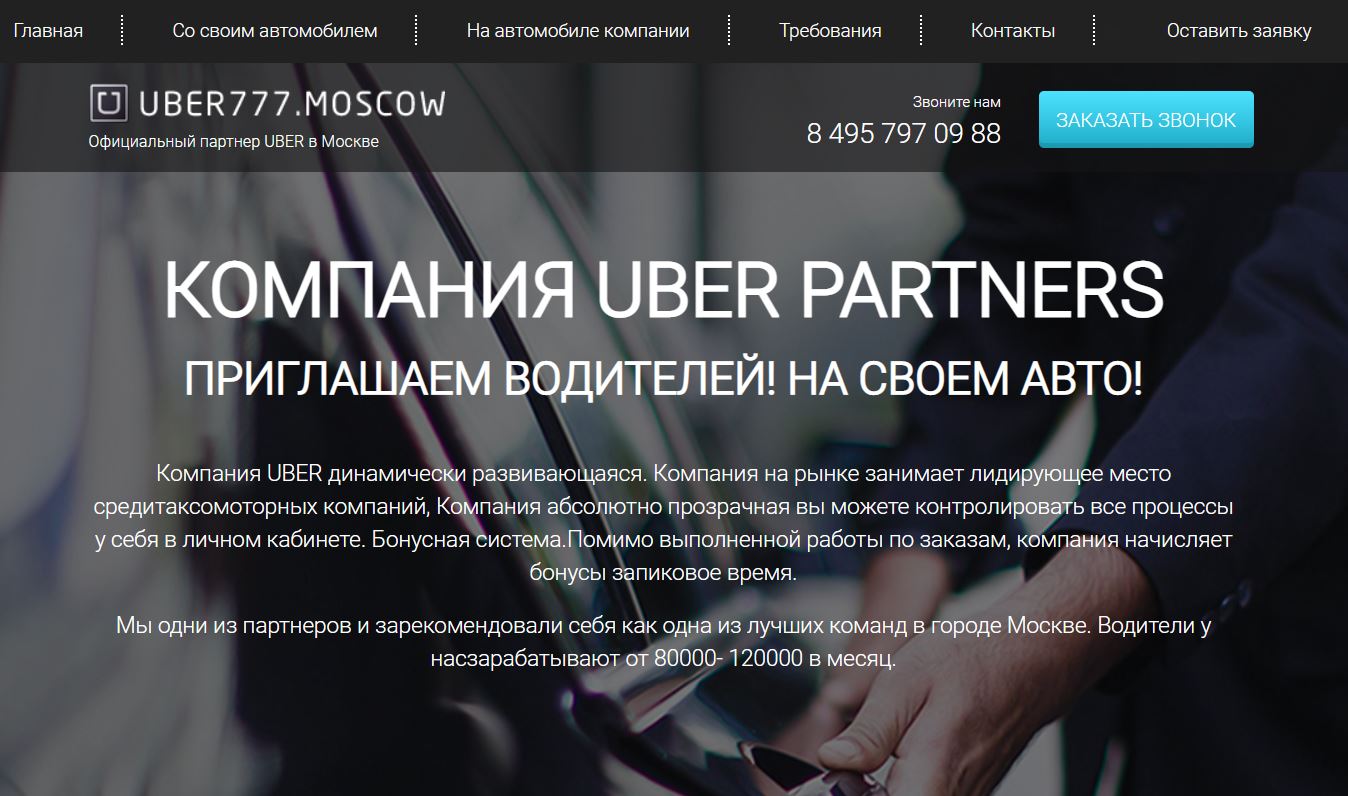 Главная
Со своим автомобилем
На автомобиле компании
Требования
Контакты
Оставить заявку
UBER777.MOSCOW
Официальный партнер UBER в Москве
Звоните нам
8 495 797 09 88
ЗАКАЗАТЬ ЗВОНОК
КОМПАНИЯ UBER PARTNERS
ПРИГЛАШАЕМ ВОДИТЕЛЕЙ! НА СВОЕМ АВТО!
Компания UBER динамически развивающаяся. Компания на рынке занимает лидирующее место
средитаксомоторных компаний, Компания абсолютно прозрачная вы можете контролировать все процессы
у себя в личном кабинете. Бонусная система.Помимо выполненной работы по заказам, компания начисляет
бонусы запиковое время.
Мы одни из партнеров и зарекомендовали себя как одна из лучших команд в городе Москве. Водители у
насзарабатывают от 80000- 120000 в месяц.